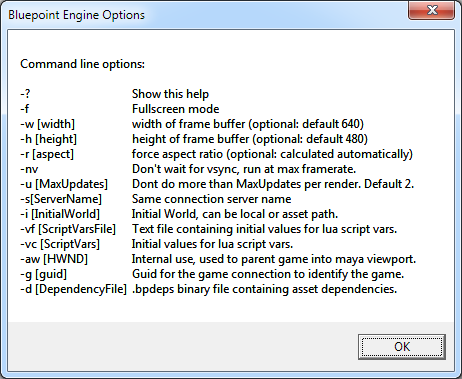 Bluepoint Engine Options
Command line options:
-? Show this help
-f Fullscreen mode
-w [width] width of frame buffer (optional: default 640)
-h [height] height of frame buffer (optional: default 480)
-r [aspect] force aspect ratio (optional: calculated automatically)
-nv Don't wait for vsync, run at max framerate.
-u [MaxUpdates] Dont do more than MaxUpdates per render. Default 2.
-s[ServerName] Same connection server name
-i [InitialWorld] Initial World, can be local or asset path.
-vf [ScriptVarsFile] Text file containing initial values for lua script vars.
-vc [ScriptVars] Initial values for lua script vars.
-aw [HWND] Internal use, used to parent game into maya viewport.
-g [guid] Guid for the game connection to identify the game.
-d [DependencyFile] .bpdeps binary file containing asset dependencies.
OK